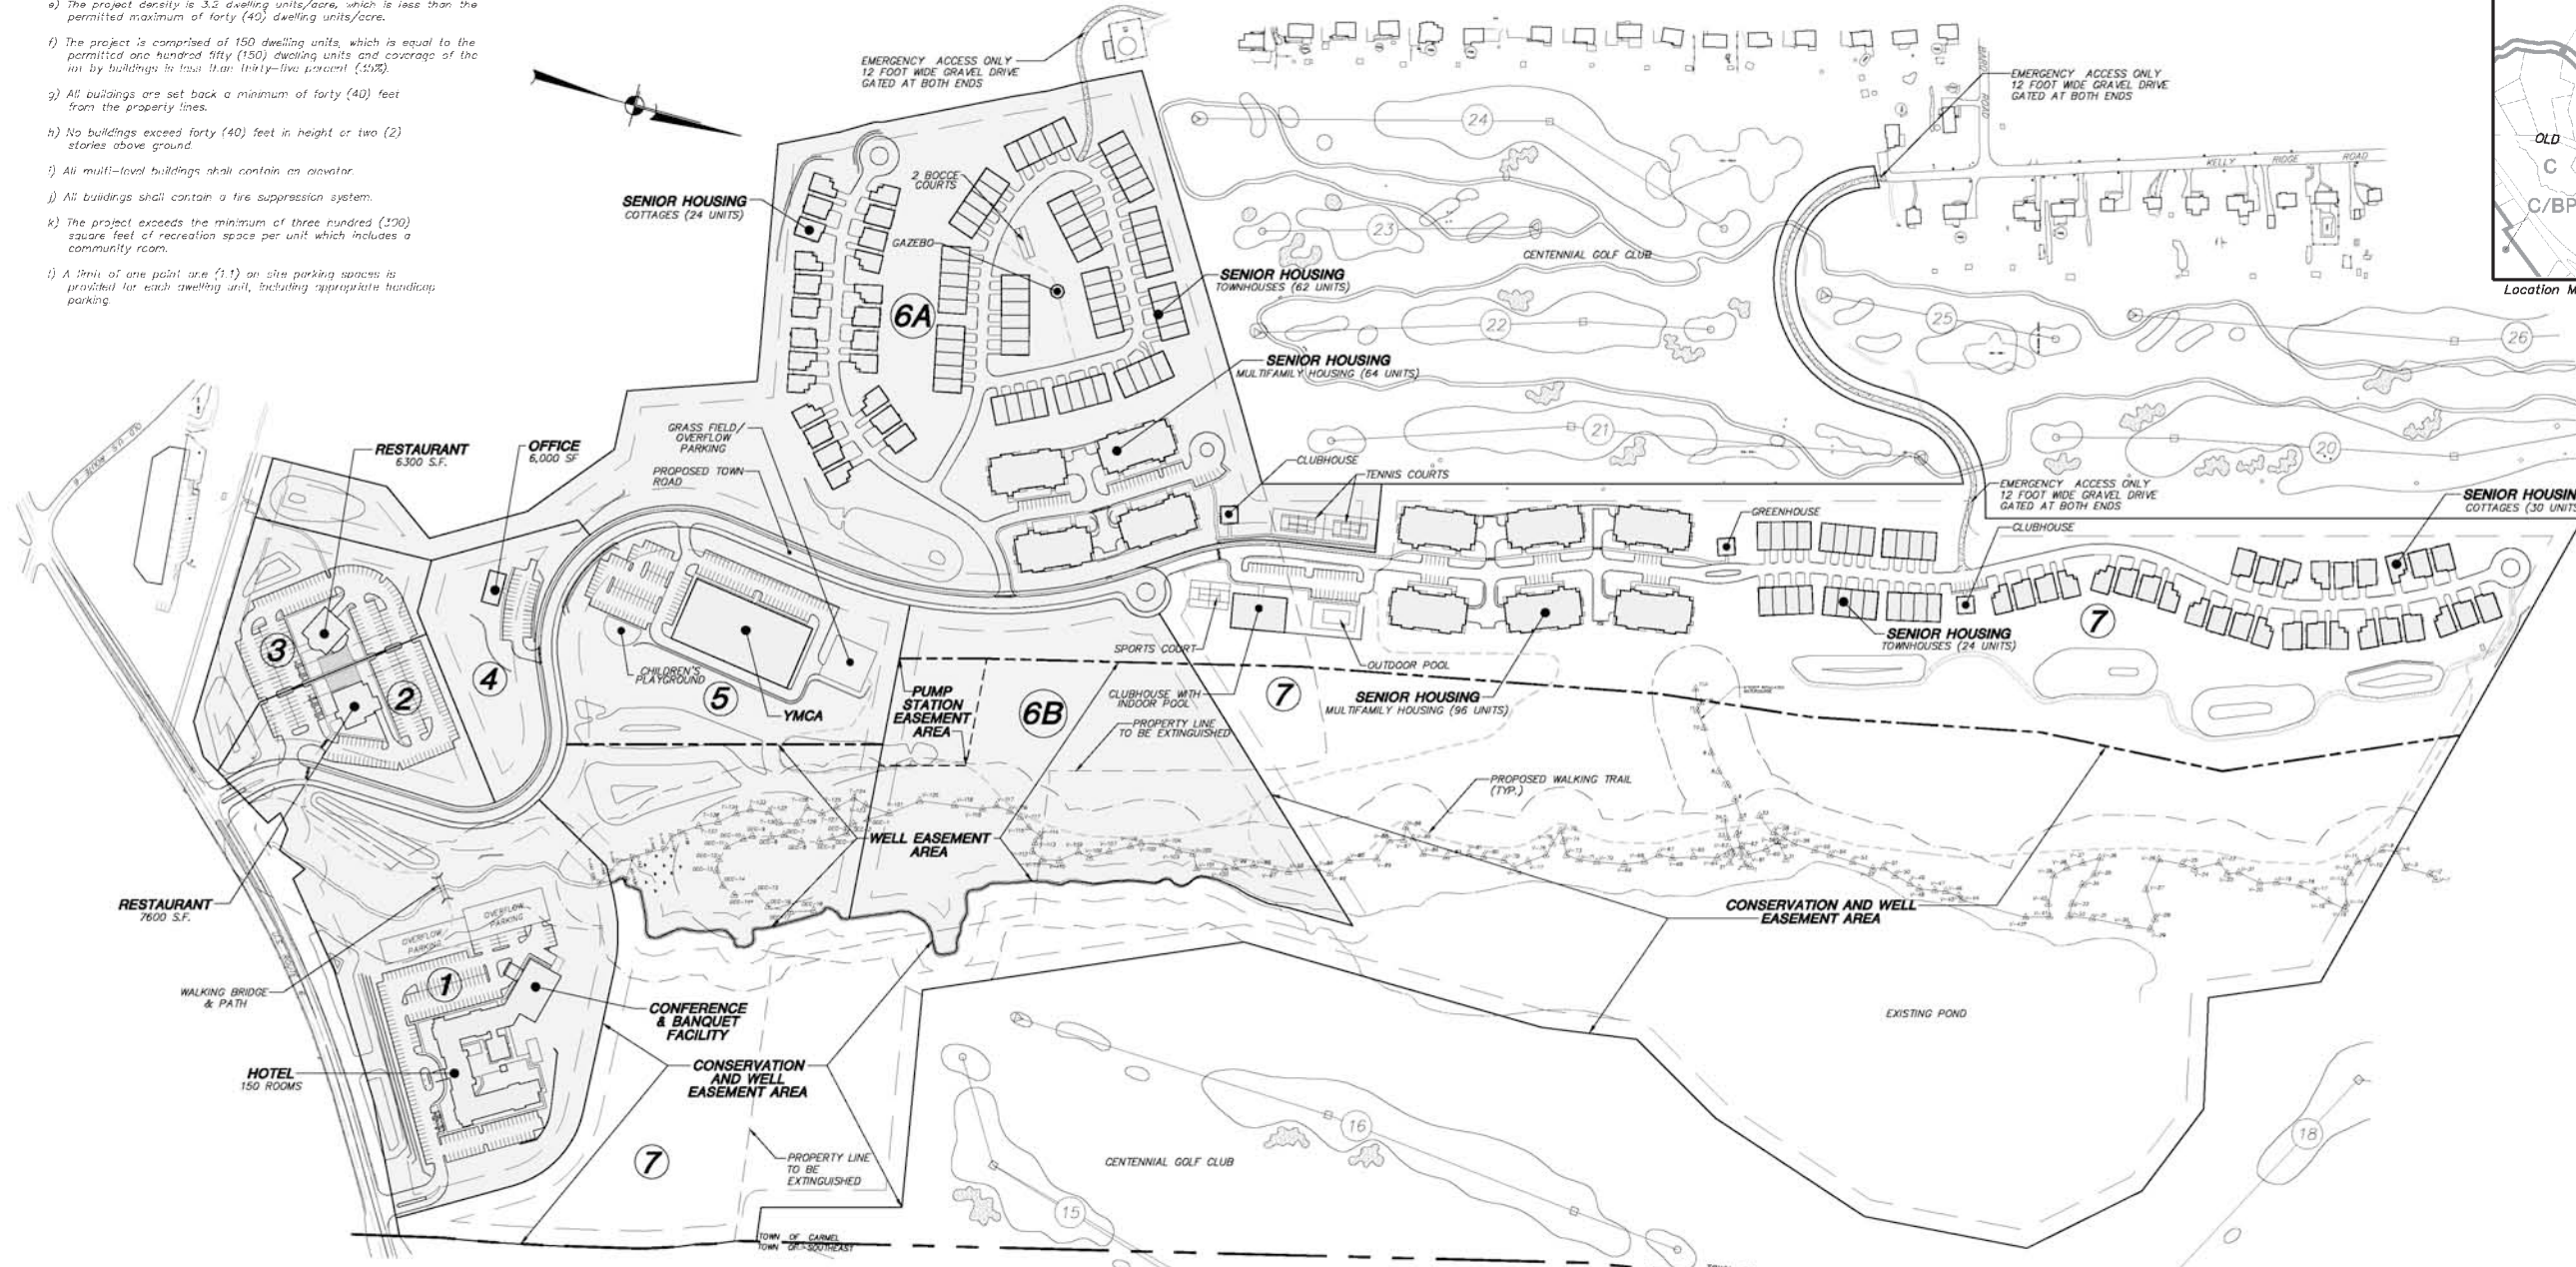 e) The project density is 3.2 dwelling units/acre, which is less than the
permitted maximum of forty (40) dwelling units/acre.
f) The project is comprised of 150 dwelling units, which is equal to the
permitted one hundred fifty (150) dwelling units and coverage of the
lot by buildings is less than thirty-five percent (35%).
g) All buildings are set back a minimum of forty (40) feet
from the property lines.
h) No buildings exceed forty (40) feet in height or two (2)
stories above ground.
i) All multi-level buildings shall contain an elevator.
j) All buildings shall contain a fire suppression system.
k) The project exceeds the minimum of three hundred (300)
square feet of recreation space per unit which includes a
community room.
l) A limit of one point one (1.1) on site parking spaces is
provided for each dwelling unit, including appropriate handicap
parking.
EMERGENCY ACCESS ONLY
12 FOOT WIDE GRAVEL DRIVE
GATED AT BOTH ENDS
EMERGENCY ACCESS ONLY
12 FOOT WIDE GRAVEL DRIVE
GATED AT BOTH ENDS
ROAD
KELLY RIDGE ROAD
OLD
C
C/BP
Location M
24
23
CENTENNIAL GOLF CLUB
22
25
26
21
20
SENIOR HOUSING
COTTAGES (24 UNITS)
2 BOCCE
COURTS
GAZEBO
6A
SENIOR HOUSING
TOWNHOUSES (62 UNITS)
SENIOR HOUSING
MULTIFAMILY HOUSING (64 UNITS)
GRASS FIELD/
OVERFLOW
PARKING
PROPOSED TOWN
ROAD
RESTAURANT
6300 S.F.
OFFICE
6,000 SF
OLD US ROUTE 6
CLUBHOUSE
TENNIS COURTS
GREENHOUSE
EMERGENCY ACCESS ONLY
12 FOOT WIDE GRAVEL DRIVE
GATED AT BOTH ENDS
CLUBHOUSE
SENIOR HOUSIN
COTTAGES (30 UNITS
3
2
4
CHILDREN'S
PLAYGROUND
5
YMCA
PUMP
STATION
EASEMENT
AREA
6B
SPORTS COURT
CLUBHOUSE WITH
INDOOR POOL
PROPERTY LINE
TO BE EXTINGUISHED
OUTDOOR POOL
7
SENIOR HOUSING
MULTIFAMILY HOUSING (96 UNITS)
SENIOR HOUSING
TOWNHOUSES (24 UNITS)
7
PROPOSED WALKING TRAIL
(TYP.)
WELL EASEMENT
AREA
RESTAURANT
7600 S.F.
OVERFLOW
PARKING
OVERFLOW
PARKING
WALKING BRIDGE
& PATH
1
CONFERENCE
& BANQUET
FACILITY
HOTEL
150 ROOMS
CONSERVATION
AND WELL
EASEMENT AREA
CONSERVATION AND WELL
EASEMENT AREA
EXISTING POND
7
PROPERTY LINE
TO BE
EXTINGUISHED
CENTENNIAL GOLF CLUB
16
15
18
TOWN OF CARMEL
TOWN OF SOUTHEAST